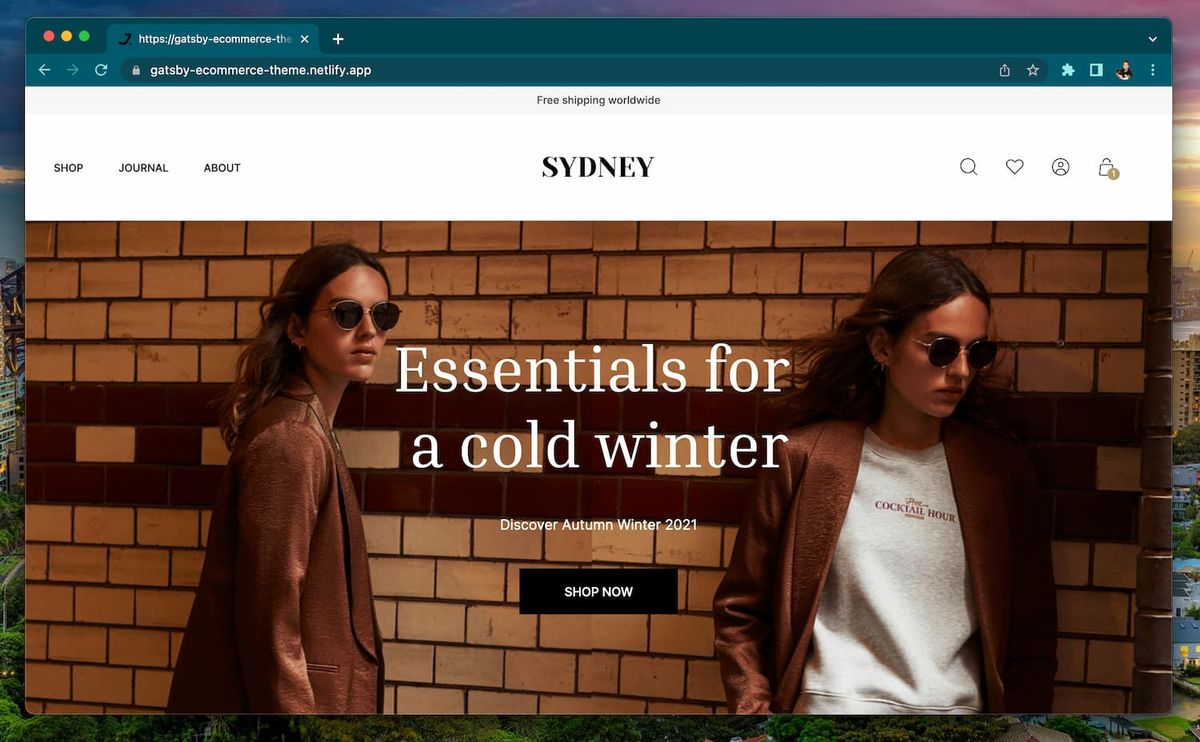 https://gatsby-ecommerce-the
gatsby-ecommerce-theme.netlify.app
Free shipping worldwide
SHOP
JOURNAL
ABOUT
SYDNEY
1
Essentials for
a cold winter
Free
COCKTAIL HOUR
Discover Autumn Winter 2021
SHOP NOW